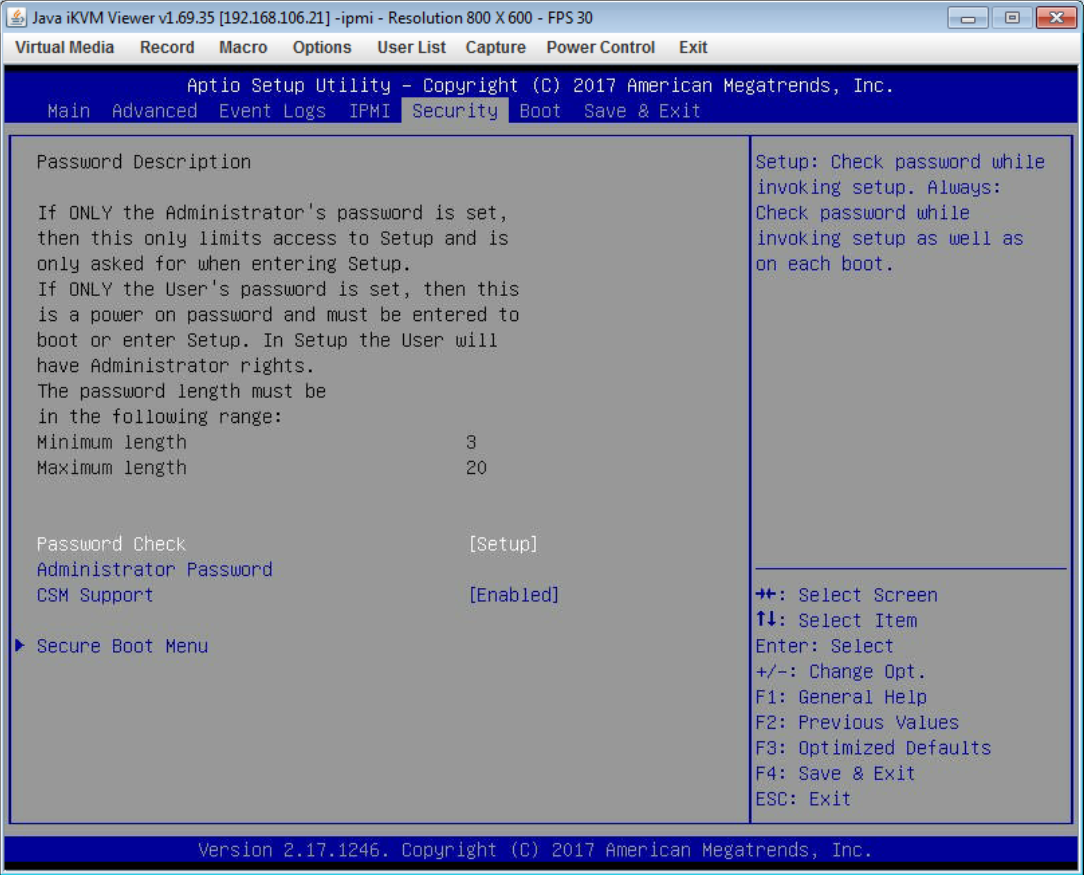 Java iKVM Viewer v1.69.35 [192.168.106.21] -ipmi - Resolution 800 X 600 - FPS 30
Virtual Media Record Macro Options User List Capture Power Control Exit
Aptio Setup Utility – Copyright (C) 2017 American Megatrends, Inc.
Main Advanced Event Logs IPMI Security Boot Save & Exit
Password Description
If ONLY the Administrator's password is set,
then this only limits access to Setup and is
only asked for when entering Setup.
If ONLY the User's password is set, then this
is a power on password and must be entered to
boot or enter Setup. In Setup the User will
have Administrator rights.
The password length must be
in the following range:
Minimum length 3
Maximum length 20
Password Check [Setup]
Administrator Password
CSM Support [Enabled]
Secure Boot Menu
Setup: Check password while
invoking setup. Always:
Check password while
invoking setup as well as
on each boot.
→←: Select Screen
↑↓: Select Item
Enter: Select
+/-: Change Opt.
F1: General Help
F2: Previous Values
F3: Optimized Defaults
F4: Save & Exit
ESC: Exit
Version 2.17.1246. Copyright (C) 2017 American Megatrends, Inc.